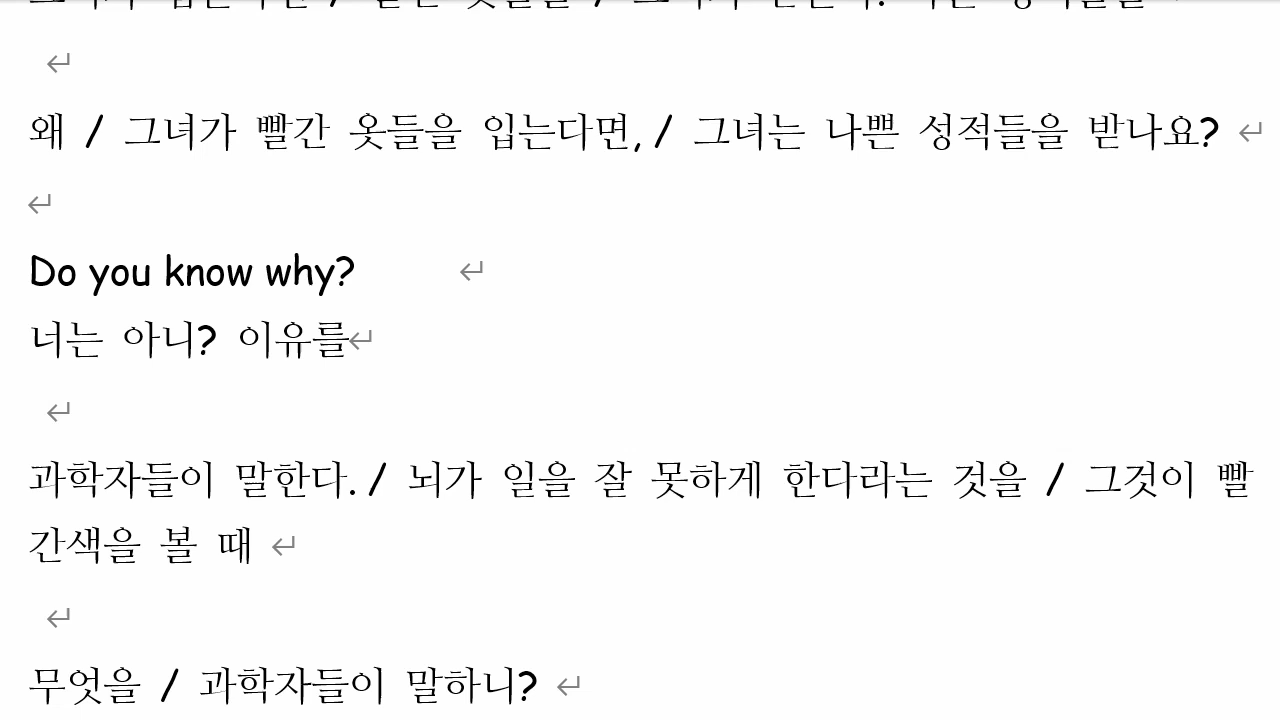 왜 / 그녀가 빨간 옷들을 입는다면, / 그녀는 나쁜 성적들을 받나요? ↵
Do you know why? ↵
너는 아니? 이유를↵
과학자들이 말한다. / 뇌가 일을 잘 못하게 한다라는 것을 / 그것이 빨
간색을 볼 때 ↵
무엇을 / 과학자들이 말하니? ↵